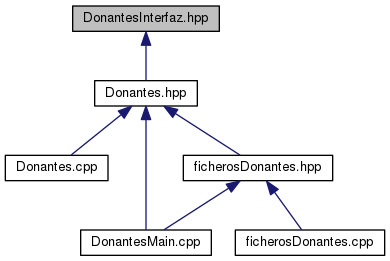 DonantesInterfaz.hpp
Donantes.hpp
Donantes.cpp
ficherosDonantes.hpp
DonantesMain.cpp
ficherosDonantes.cpp